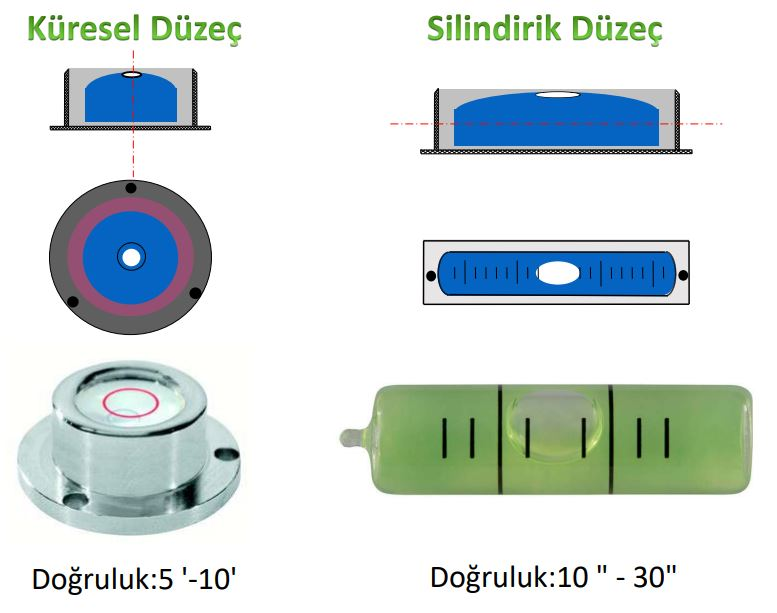 Küresel Düzeç
Silindirik Düzeç
Doğruluk:5 '-10'
Doğruluk:10 " - 30"